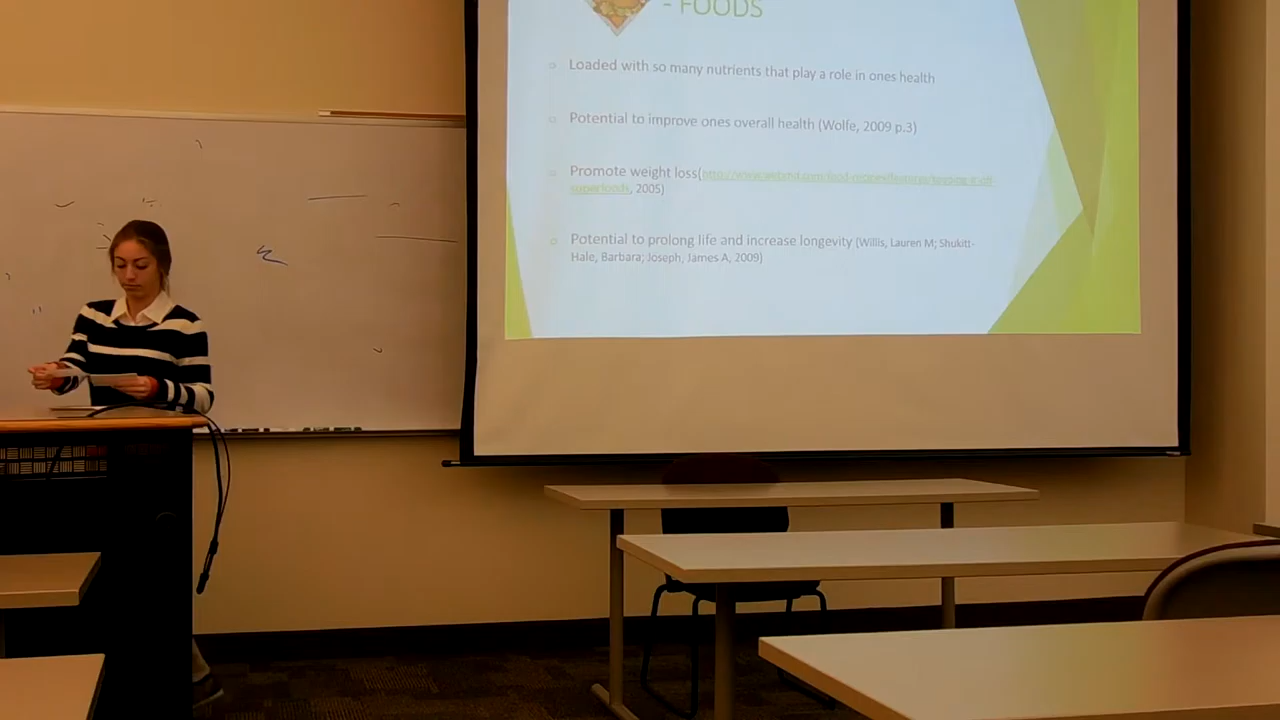 - FOODS
Loaded with so many nutrients that play a role in ones health
Potential to improve ones overall health (Wolfe, 2009 p.3)
Promote weight loss(
superfoods, 2005)
Potential to prolong life and increase longevity (Willis, Lauren M; Shukitt-
Hale, Barbara; Joseph, James A, 2009)